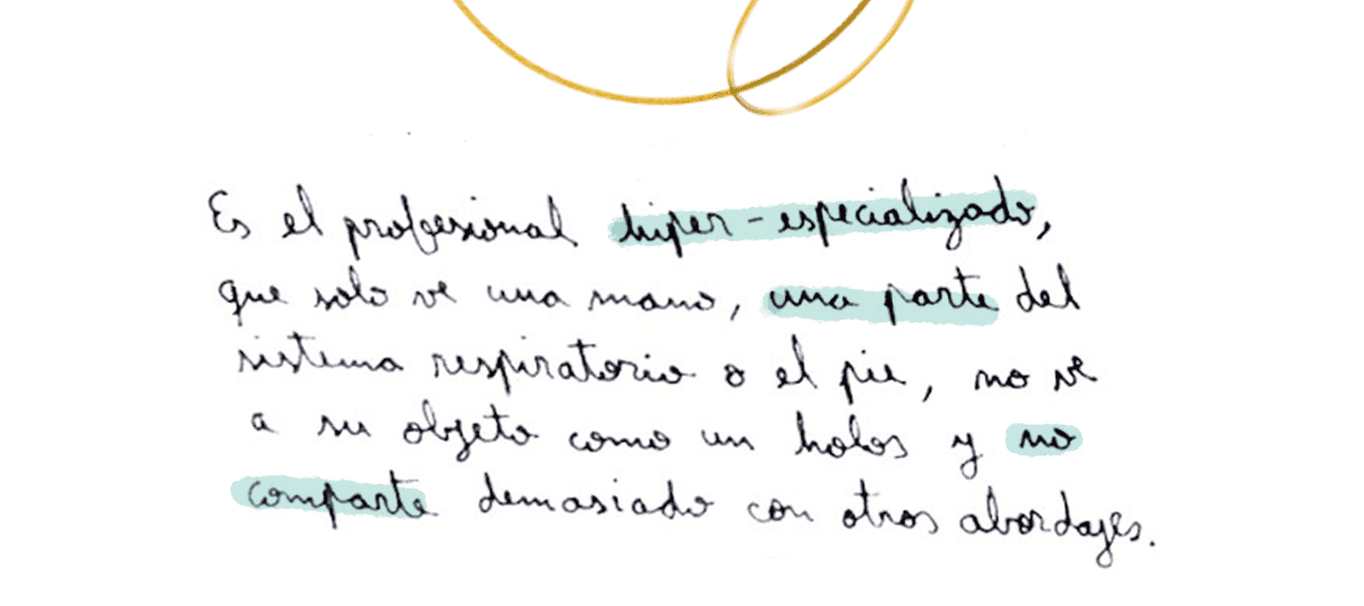 Es el profesional hiper-especializado,
que solo ve una mano, una parte del
sistema respiratorio o el pie, no ve
a su objeto como un holos y no
comparte demasiado con otros abordajes.